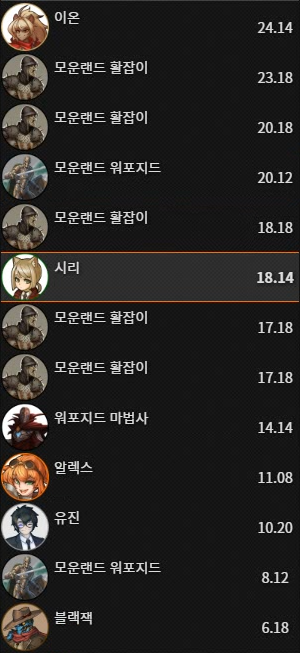 이온
24.14
모운랜드 활잡이
23.18
모운랜드 활잡이
20.18
모운랜드 워포지드
20.12
모운랜드 활잡이
18.18
시리
18.14
모운랜드 활잡이
17.18
모운랜드 활잡이
17.18
워포지드 마법사
14.14
알렉스
11.08
유진
10.20
모운랜드 워포지드
8.12
블랙잭
6.18